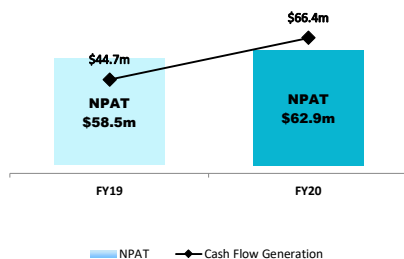 $66.4m
$44.7m
NPAT
$58.5m
NPAT
$62.9m
FY19
FY20
NPAT
Cash Flow Generation